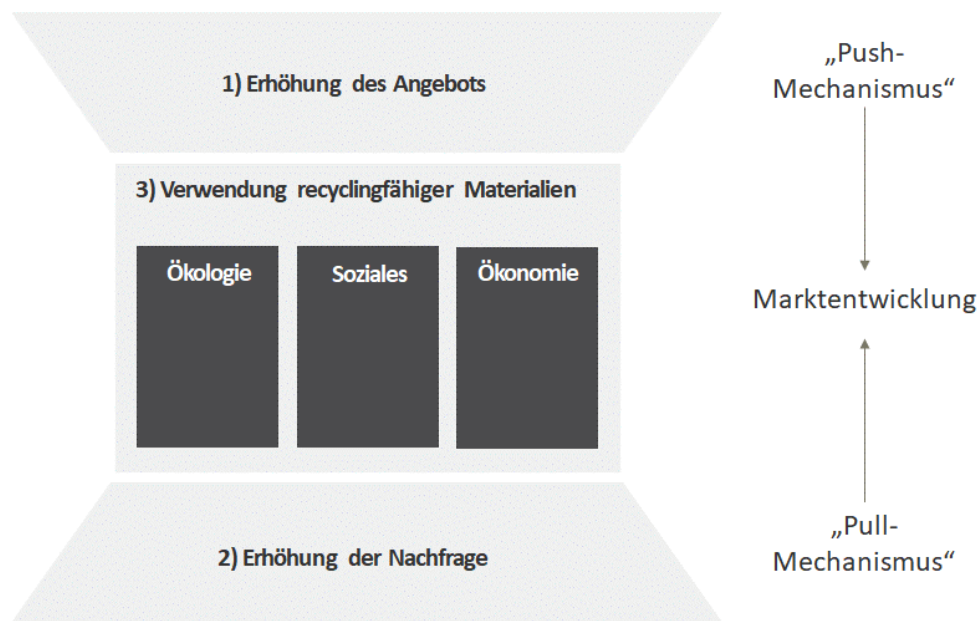 1) Erhöhung des Angebots
„Push-
Mechanismus“
3) Verwendung recyclingfähiger Materialien
Ökologie
Soziales
Ökonomie
Marktentwicklung
2) Erhöhung der Nachfrage
„Pull-
Mechanismus“